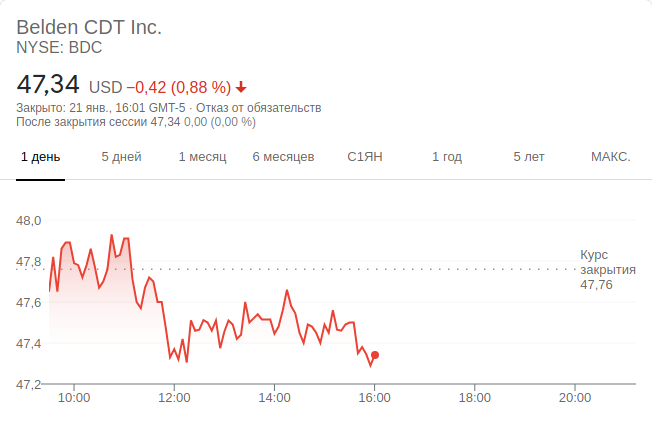 Belden CDT Inc.
NYSE: BDC
47,34 USD −0,42 (0,88 %)
Закрыто: 21 янв., 16:01 GMT-5 · Отказ от обязательств
После закрытия сессии 47,34 0,00 (0,00 %)
1 день 5 дней 1 месяц 6 месяцев С1ЯН 1 год 5 лет МАКС.
48,0
47,8
47,6
47,4
47,2
Курс
закрытия
47,76
10:00 12:00 14:00 16:00 18:00 20:00